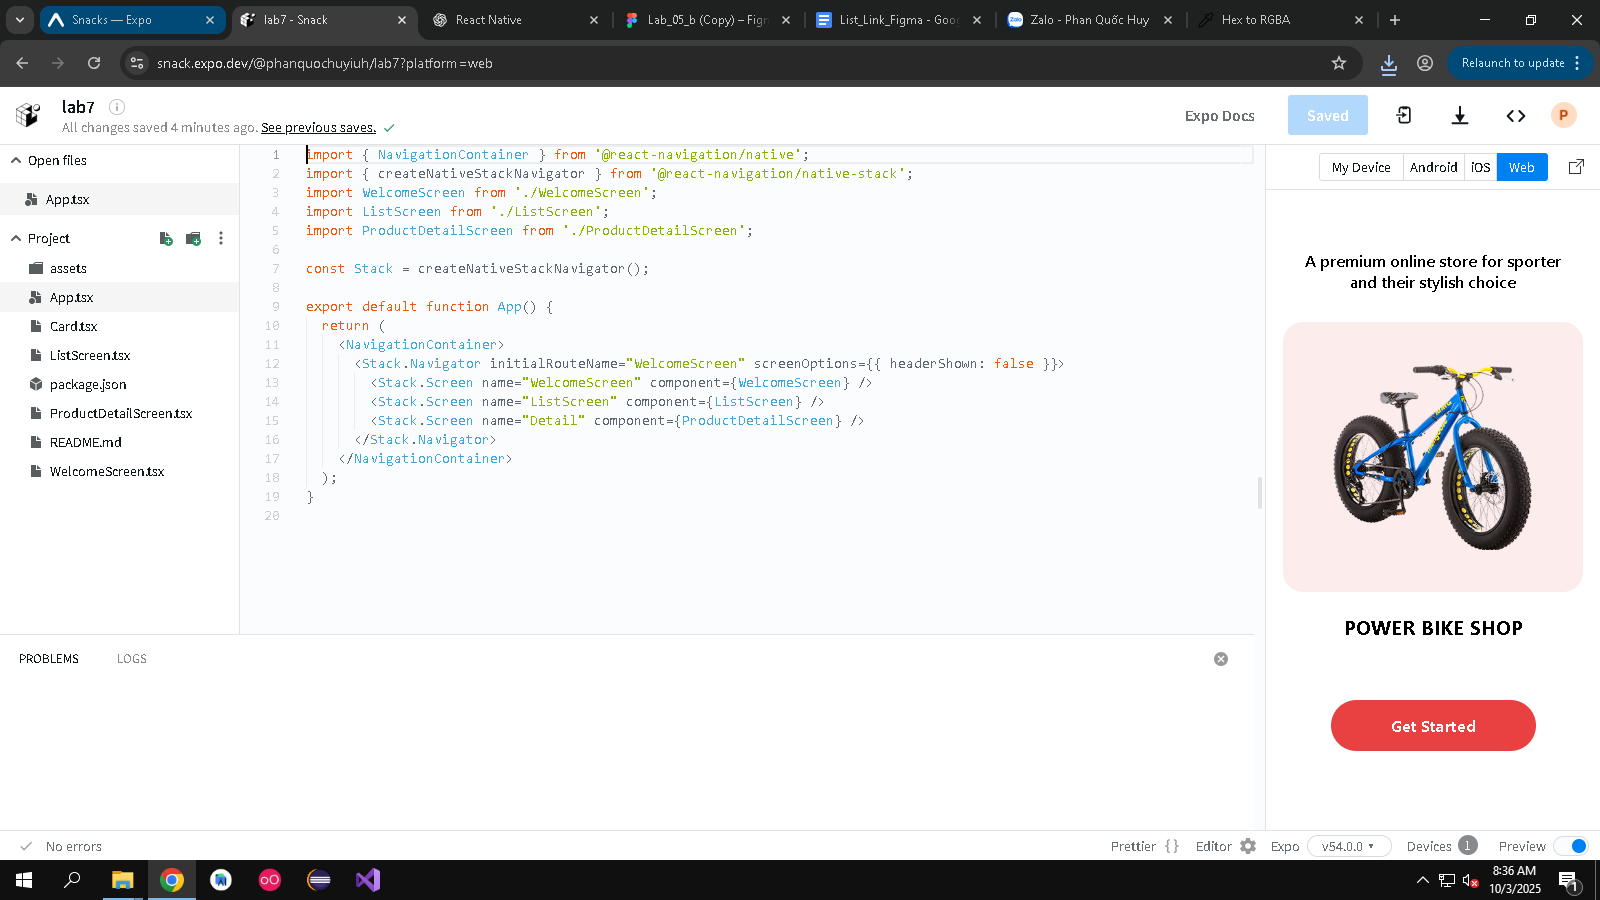 Snacks — Expo
lab7 - Snack
React Native
Lab_05_b (Copy) – Figm
List_Link_Figma - Goog
Zalo - Phan Quốc Huy
Hex to RGBA
snack.expo.dev/@phanquochuyiuh/lab7?platform=web
Relaunch to update
lab7
All changes saved 4 minutes ago. See previous saves.
Expo Docs
Saved
P
Open files
App.tsx
Project
assets
App.tsx
Card.tsx
ListScreen.tsx
package.json
ProductDetailScreen.tsx
README.md
WelcomeScreen.tsx
1 import { NavigationContainer } from '@react-navigation/native';
2 import { createNativeStackNavigator } from '@react-navigation/native-stack';
3 import WelcomeScreen from './WelcomeScreen';
4 import ListScreen from './ListScreen';
5 import ProductDetailScreen from './ProductDetailScreen';
6
7 const Stack = createNativeStackNavigator();
8
9 export default function App() {
10 return (
11 <NavigationContainer>
12 <Stack.Navigator initialRouteName="WelcomeScreen" screenOptions={{ headerShown: false }}>
13 <Stack.Screen name="WelcomeScreen" component={WelcomeScreen} />
14 <Stack.Screen name="ListScreen" component={ListScreen} />
15 <Stack.Screen name="Detail" component={ProductDetailScreen} />
16 </Stack.Navigator>
17 </NavigationContainer>
18 );
19 }
20
My Device Android iOS Web
A premium online store for sporter
and their stylish choice
POWER BIKE SHOP
Get Started
PROBLEMS LOGS
No errors
Prettier {} Editor Expo v54.0.0 Devices 1 Preview
8:36 AM
10/3/2025
1